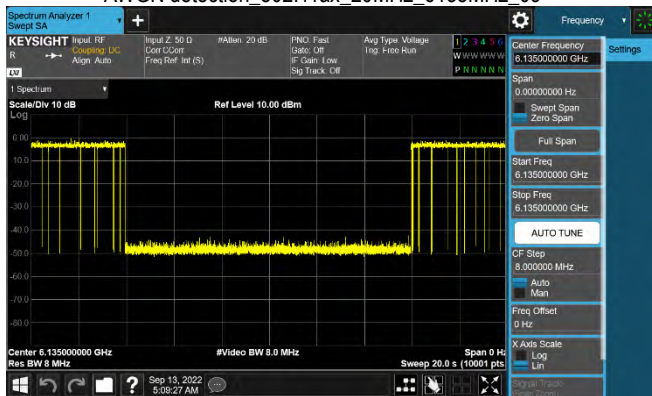 Spectrum Analyzer 1
Swept SA
Frequency
KEYSIGHT
R
Input: RF
Coupling: DC
Align: Auto
Input Z: 50 Ω
Corr CCorr
Freq Ref: Int (S)
#Atten: 20 dB
PNO: Fast
Gate: Off
IF Gain: Low
Sig Track: Off
Avg Type: Voltage
Trig: Free Run
1 2 3 4 5 6
W W W W W W
P N N N N N
1 Spectrum
Scale/Div 10 dB
Ref Level 10.00 dBm
Log
0.00
-10.0
-20.0
-30.0
-40.0
-50.0
-60.0
-70.0
-80.0
Center 6.135000000 GHz
Res BW 8 MHz
#Video BW 8.0 MHz
Span 0 Hz
Sweep 20.0 s (10001 pts
Sep 13, 2022
5:09:27 AM
Center Frequency
6.135000000 GHz
Settings
Span
0.00000000 Hz
Swept Span
Zero Span
Full Span
Start Freq
6.135000000 GHz
Stop Freq
6.135000000 GHz
AUTO TUNE
CF Step
8.000000 MHz
Auto
Man
Freq Offset
0 Hz
X Axis Scale
Log
Lin
Signal Track